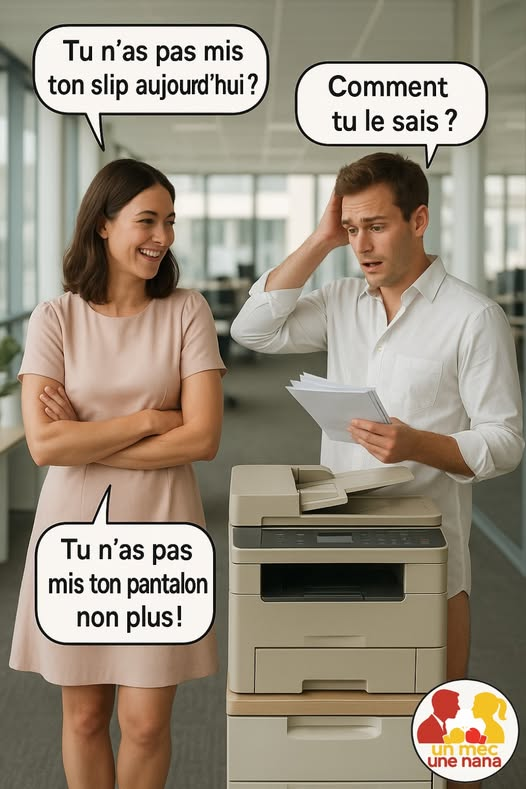 Tu n'as pas mis
ton slip aujourd'hui ?
Comment
tu le sais ?
Tu n'as pas
mis ton pantalon
non plus !
un mec
une nana